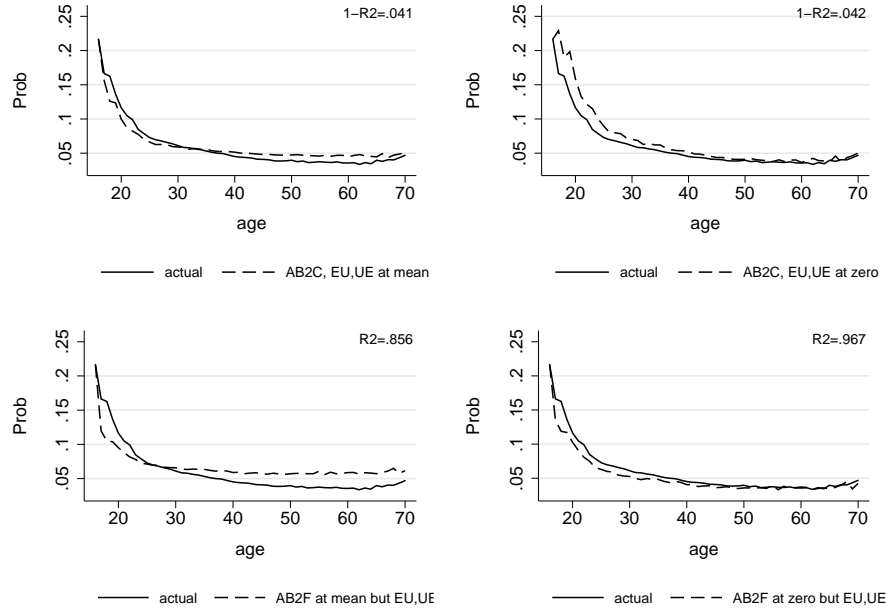 1−R2=.041
.25
.2
.15
.1
.05
Prob
20 30 40 50 60 70
age
actual AB2C, EU,UE at mean
1−R2=.042
.25
.2
.15
.1
.05
Prob
20 30 40 50 60 70
age
actual AB2C, EU,UE at zero
R2=.856
.25
.2
.15
.1
.05
Prob
20 30 40 50 60 70
age
actual AB2F at mean but EU,UE
R2=.967
.25
.2
.15
.1
.05
Prob
20 30 40 50 60 70
age
actual AB2F at zero but EU,UE